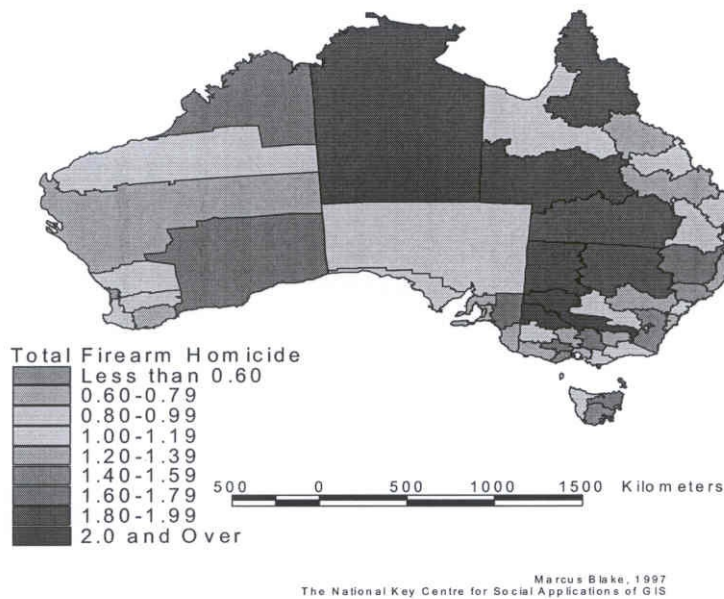 Total Firearm Homicide
Less than 0.60
0.60-0.79
0.80-0.99
1.00-1.19
1.20-1.39
1.40-1.59
1.60-1.79
1.80-1.99
2.0 and Over
500 0 500 1000 1500 Kilometers
Marcus Blake, 1997
The National Key Centre for Social Applications of GIS